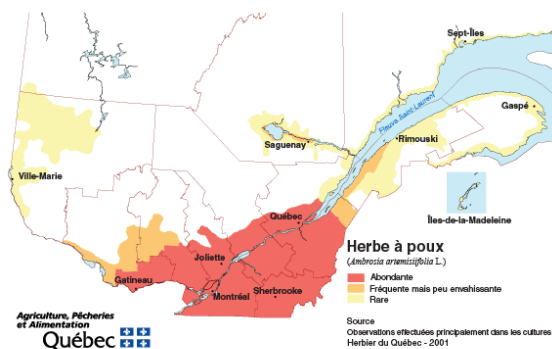 Sept-Îles
Fleuve Saint-Laurent
Gaspé
Rimouski
Saguenay
Ville-Marie
Îles-de-la-Madeleine
Québec
Joliette
Gatineau
Montréal
Sherbrooke
Herbe à poux
(Ambrosia artemisiifolia L.)
Abondante
Fréquente mais peu envahissante
Rare
Source
Observations effectuées principalement dans les cultures
Herbier du Québec - 2001
Agriculture, Pêcheries
et Alimentation
Québec